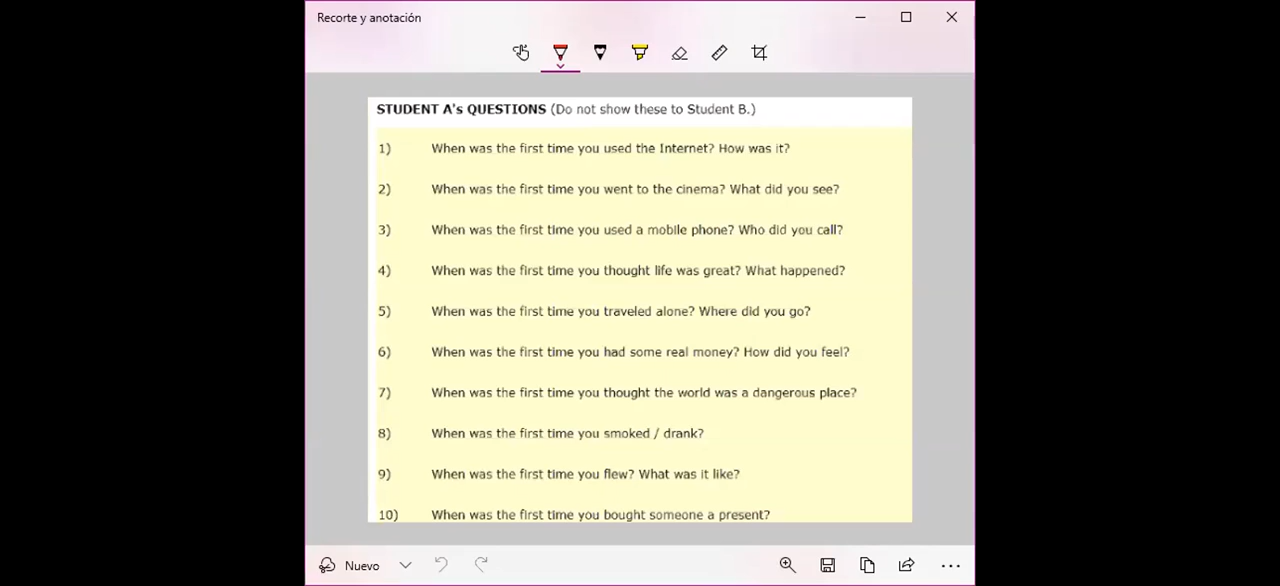 Recorte y anotación
STUDENT A's QUESTIONS (Do not show these to Student B.)
1) When was the first time you used the Internet? How was it?
2) When was the first time you went to the cinema? What did you see?
3) When was the first time you used a mobile phone? Who did you call?
4) When was the first time you thought life was great? What happened?
5) When was the first time you traveled alone? Where did you go?
6) When was the first time you had some real money? How did you feel?
7) When was the first time you thought the world was a dangerous place?
8) When was the first time you smoked / drank?
9) When was the first time you flew? What was it like?
10) When was the first time you bought someone a present?
Nuevo